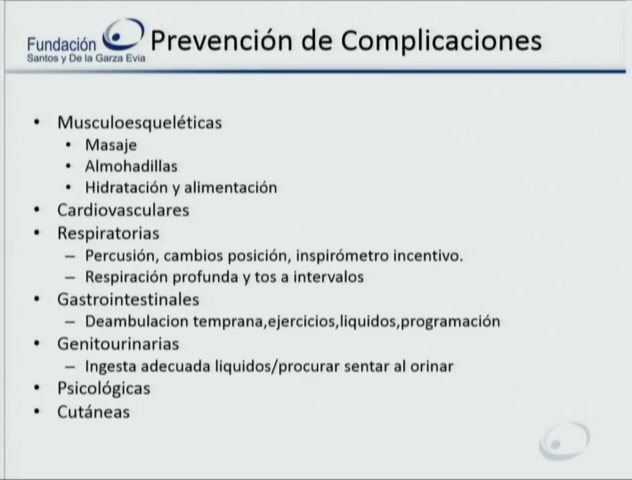 Fundación
Santos y De la Garza Evia
Prevención de Complicaciones
• Musculoesqueléticas
• Masaje
• Almohadillas
• Hidratación y alimentación
• Cardiovasculares
• Respiratorias
– Percusión, cambios posición, inspirómetro incentivo.
– Respiración profunda y tos a intervalos
• Gastrointestinales
– Deambulacion temprana,ejercicios,liquidos,programación
• Genitourinarias
– Ingesta adecuada liquidos/procurar sentar al orinar
• Psicológicas
• Cutáneas